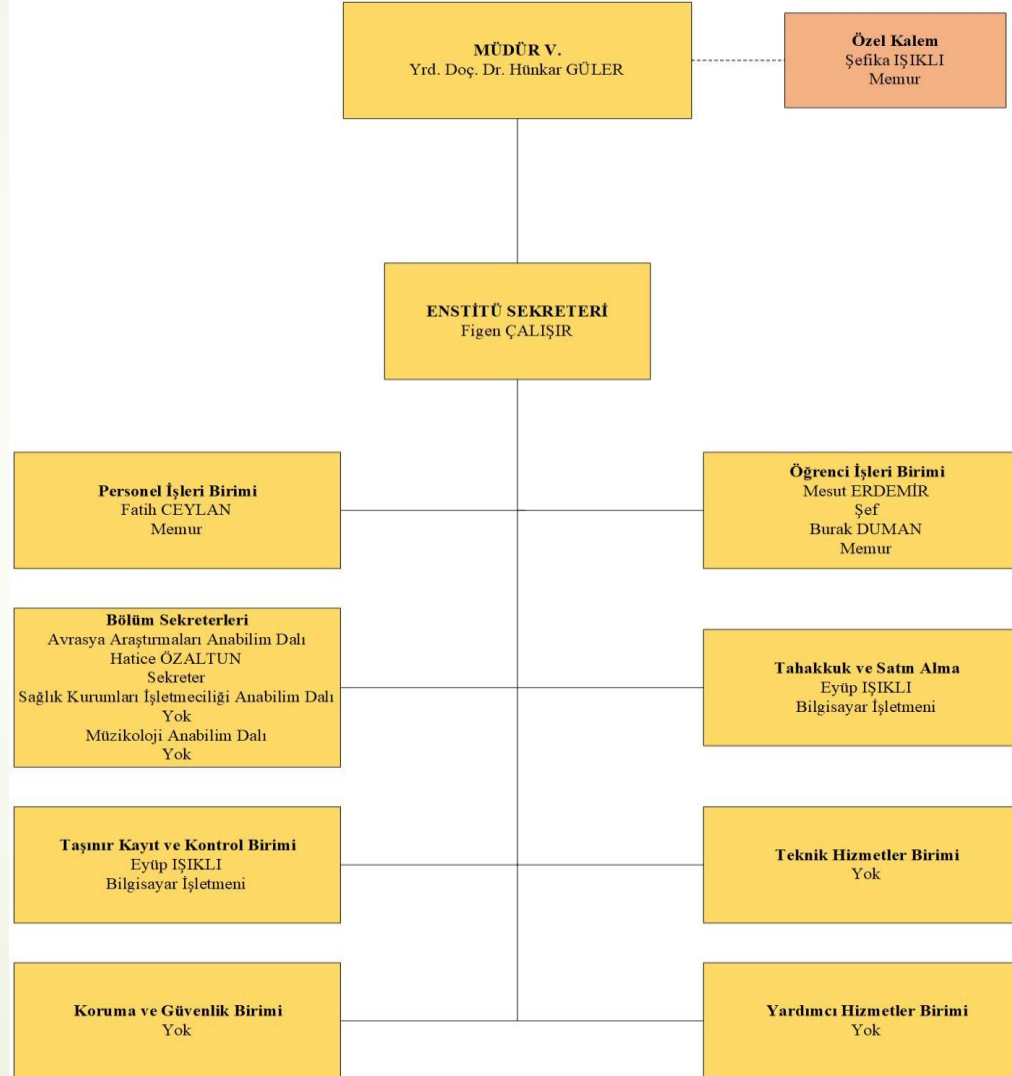 MÜDÜR V.
Yrd. Doç. Dr. Hünkar GÜLER
Özel Kalem
Şefika IŞIKLI
Memur
ENSTİTÜ SEKRETERİ
Figen ÇALIŞIR
Personel İşleri Birimi
Fatih CEYLAN
Memur
Öğrenci İşleri Birimi
Mesut ERDEMİR
Şef
Burak DUMAN
Memur
Bölüm Sekreterleri
Avrasya Araştırmaları Anabilim Dalı
Hatice ÖZALTUN
Sekreter
Sağlık Kurumları İşletmeciliği Anabilim Dalı
Yok
Müzikoloji Anabilim Dalı
Yok
Tahakkuk ve Satın Alma
Eyüp IŞIKLI
Bilgisayar İşletmeni
Taşınır Kayıt ve Kontrol Birimi
Eyüp IŞIKLI
Bilgisayar İşletmeni
Teknik Hizmetler Birimi
Yok
Koruma ve Güvenlik Birimi
Yok
Yardımcı Hizmetler Birimi
Yok